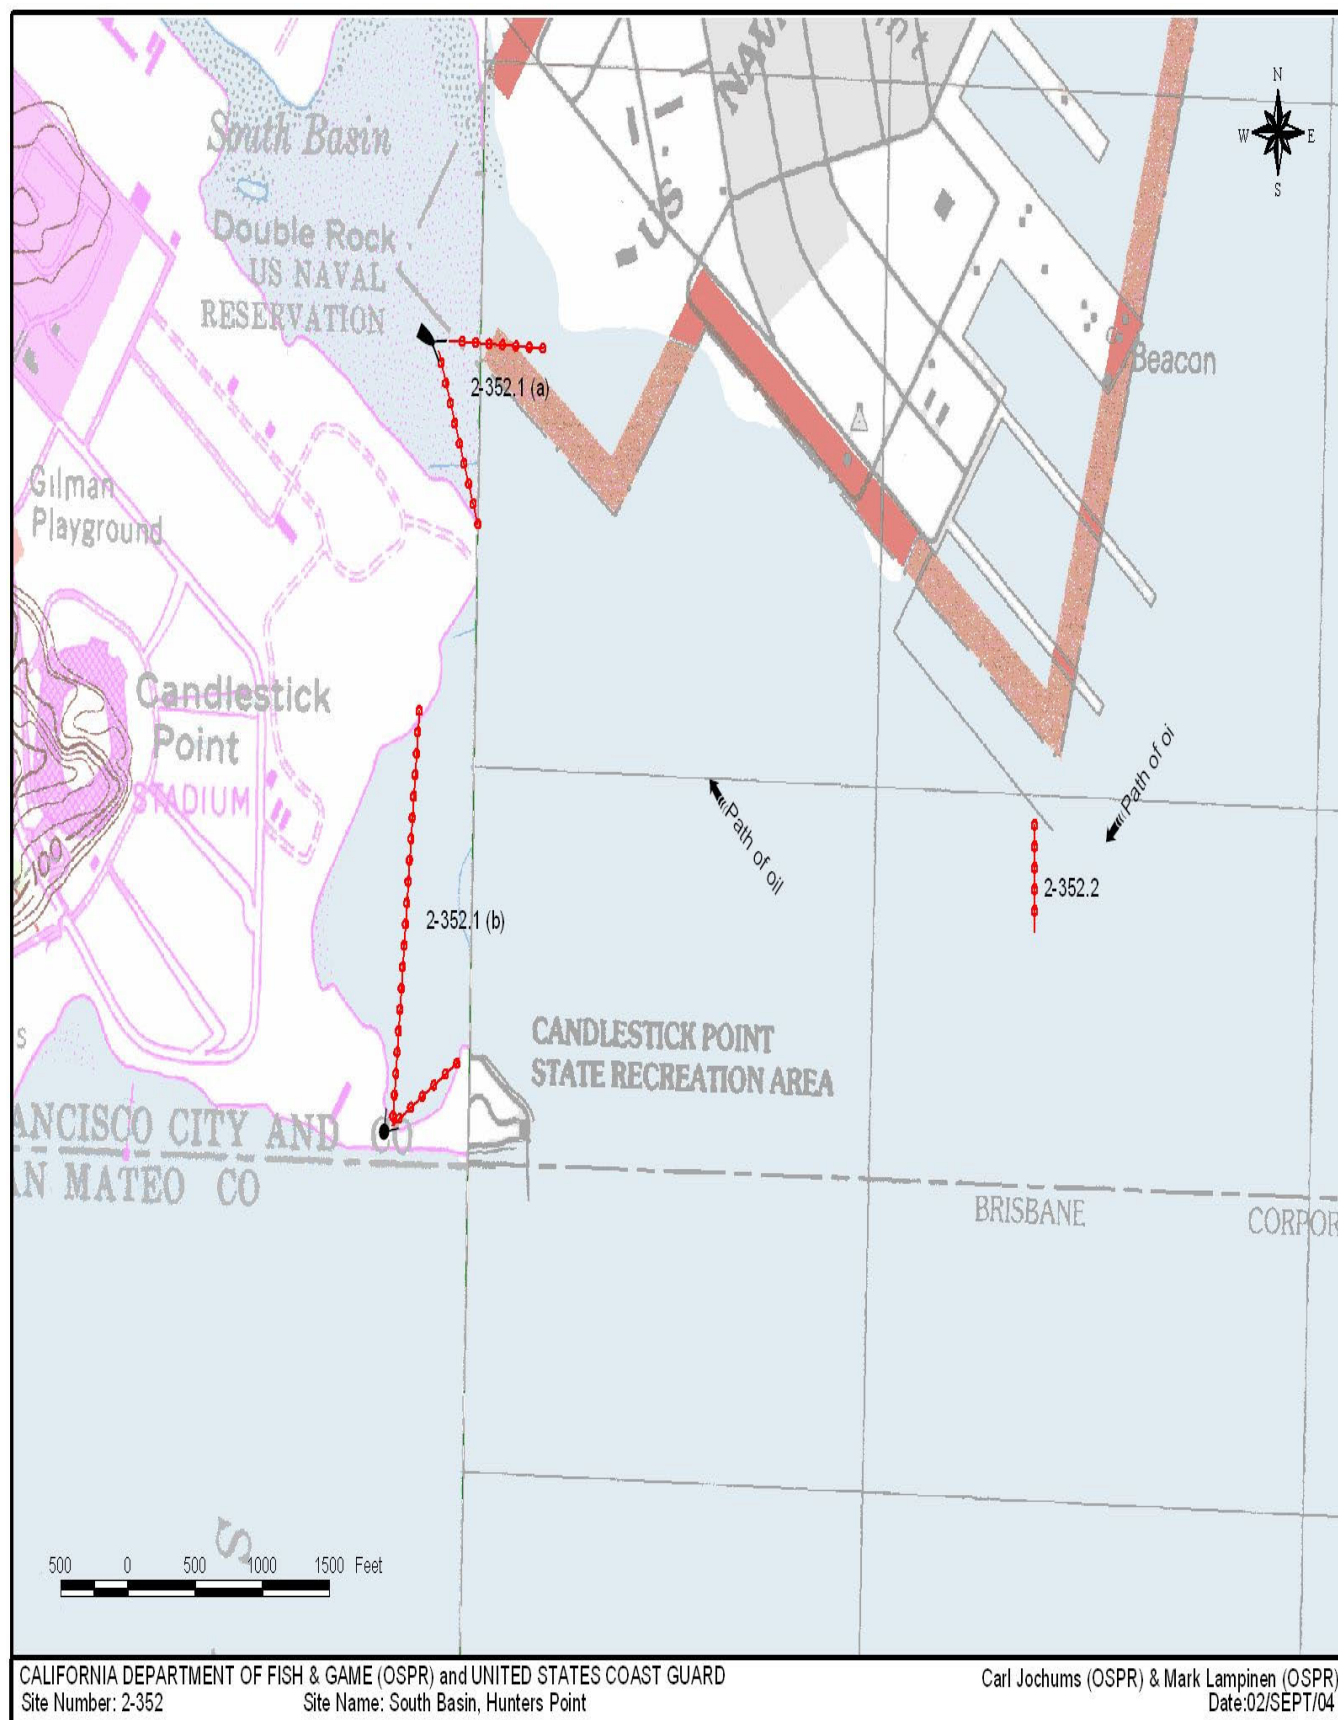 NAV
nt
N
W E
S
South Basin
Double Rock
US NAVAL
RESERVATION
U.S.
Beacon
2-352.1 (a)
Gilman
Playground
Candlestick
Point
STADIUM
Path of oi
Path of oil
100
2-352.2
2-352.1 (b)
S
CANDLESTICK POINT
STATE RECREATION AREA
ANCISCO CITY AND CO
AN MATEO CO
BRISBANE
CORPOR
S
500 0 500 1000 1500 Feet
CALIFORNIA DEPARTMENT OF FISH & GAME (OSPR) and UNITED STATES COAST GUARD
Carl Jochums (OSPR) & Mark Lampinen (OSPR)
Site Number: 2-352
Site Name: South Basin, Hunters Point
Date:02/SEPT/04